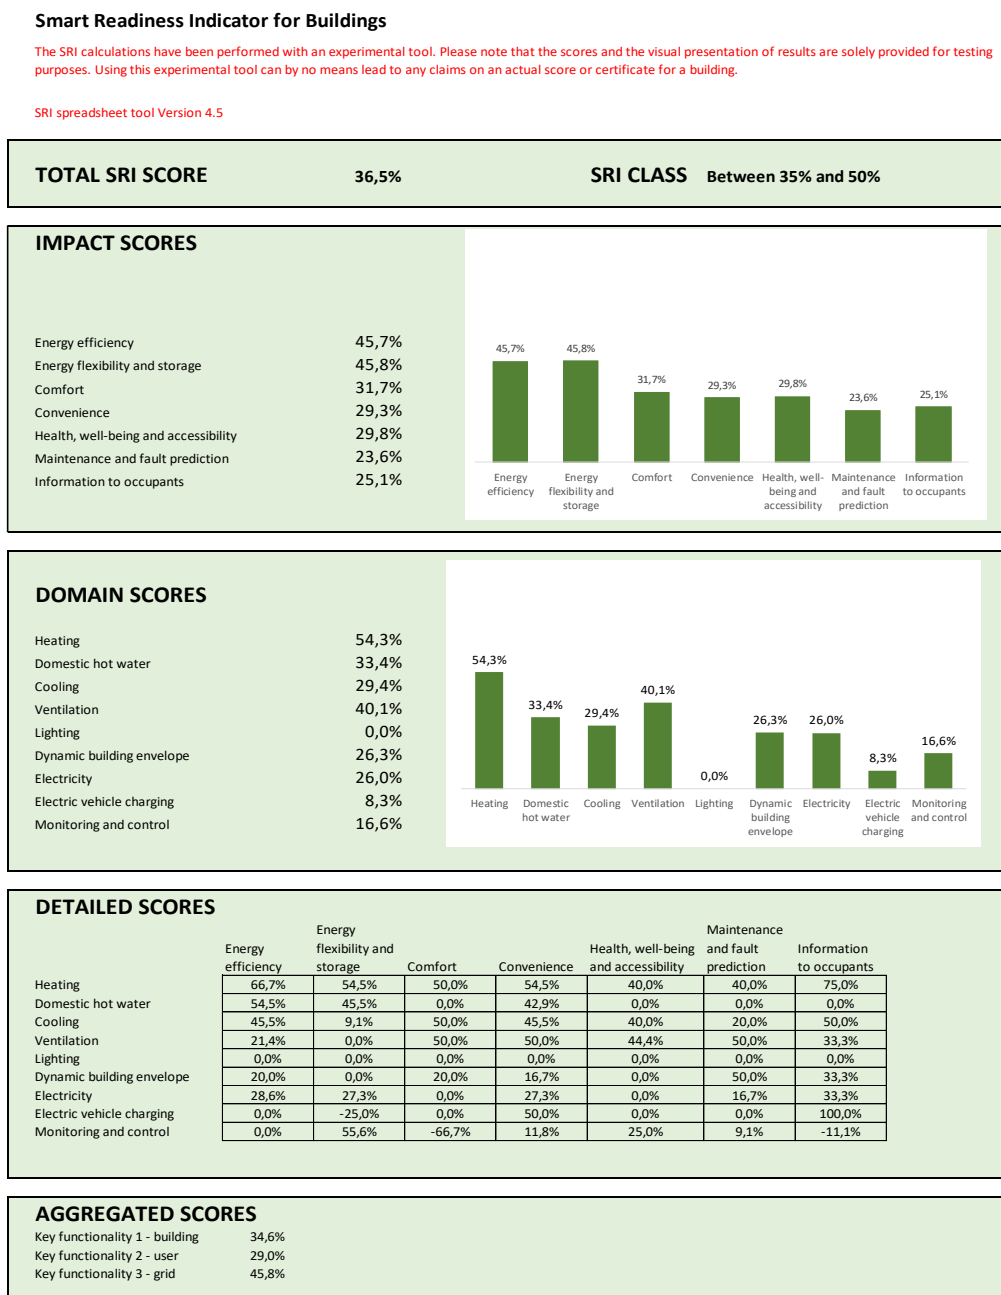 Smart Readiness Indicator for Buildings
The SRI calculations have been performed with an experimental tool. Please note that the scores and the visual presentation of results are solely provided for testing
purposes. Using this experimental tool can by no means lead to any claims on an actual score or certificate for a building.
SRI spreadsheet tool Version 4.5
TOTAL SRI SCORE 36,5% SRI CLASS Between 35% and 50%
IMPACT SCORES
Energy efficiency 45,7%
Energy flexibility and storage 45,8%
Comfort 31,7%
Convenience 29,3%
Health, well-being and accessibility 29,8%
Maintenance and fault prediction 23,6%
Information to occupants 25,1%
45,7% 45,8% 31,7% 29,3% 29,8% 23,6% 25,1%
Energy Energy Comfort Convenience Health, well- Maintenance Information
efficiency flexibility and being and and fault to occupants
storage accessibility prediction
DOMAIN SCORES
Heating 54,3%
Domestic hot water 33,4%
Cooling 29,4%
Ventilation 40,1%
Lighting 0,0%
Dynamic building envelope 26,3%
Electricity 26,0%
Electric vehicle charging 8,3%
Monitoring and control 16,6%
54,3% 33,4% 29,4% 40,1% 0,0% 26,3% 26,0% 8,3% 16,6%
Heating Domestic Cooling Ventilation Lighting Dynamic Electricity Electric Monitoring
hot water building vehicle and control
envelope charging
DETAILED SCORES
Energy Maintenance
Energy flexibility and Health, well-being and fault Information
efficiency storage Comfort Convenience and accessibility prediction to occupants
Heating 66,7% 54,5% 50,0% 54,5% 40,0% 40,0% 75,0%
Domestic hot water 54,5% 45,5% 0,0% 42,9% 0,0% 0,0% 0,0%
Cooling 45,5% 9,1% 50,0% 45,5% 40,0% 20,0% 50,0%
Ventilation 21,4% 0,0% 50,0% 50,0% 44,4% 50,0% 33,3%
Lighting 0,0% 0,0% 0,0% 0,0% 0,0% 0,0% 0,0%
Dynamic building envelope 20,0% 0,0% 20,0% 16,7% 0,0% 50,0% 33,3%
Electricity 28,6% 27,3% 0,0% 27,3% 0,0% 16,7% 33,3%
Electric vehicle charging 0,0% -25,0% 0,0% 50,0% 0,0% 0,0% 100,0%
Monitoring and control 0,0% 55,6% -66,7% 11,8% 25,0% 9,1% -11,1%
AGGREGATED SCORES
Key functionality 1 - building 34,6%
Key functionality 2 - user 29,0%
Key functionality 3 - grid 45,8%